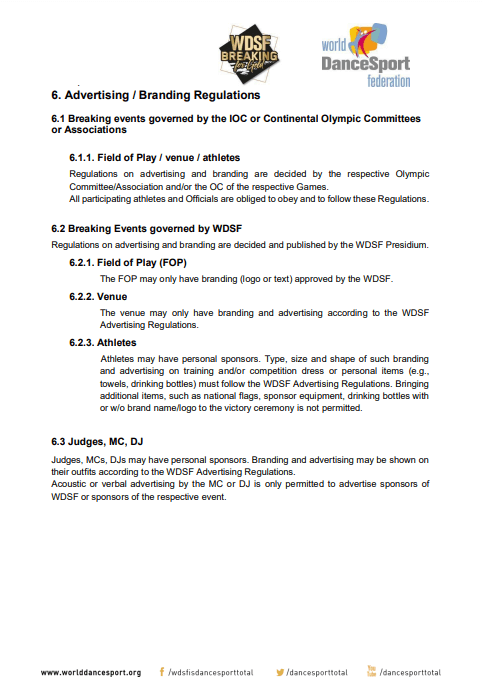 WDSF
BREAKING
for Gold
world
DanceSport
federation
6. Advertising / Branding Regulations
6.1 Breaking events governed by the IOC or Continental Olympic Committees
or Associations
6.1.1. Field of Play / venue / athletes
Regulations on advertising and branding are decided by the respective Olympic
Committee/Association and/or the OC of the respective Games.
All participating athletes and Officials are obliged to obey and to follow these Regulations.
6.2 Breaking Events governed by WDSF
Regulations on advertising and branding are decided and published by the WDSF Presidium.
6.2.1. Field of Play (FOP)
The FOP may only have branding (logo or text) approved by the WDSF.
6.2.2. Venue
The venue may only have branding and advertising according to the WDSF
Advertising Regulations.
6.2.3. Athletes
Athletes may have personal sponsors. Type, size and shape of such branding
and advertising on training and/or competition dress or personal items (e.g.,
towels, drinking bottles) must follow the WDSF Advertising Regulations. Bringing
additional items, such as national flags, sponsor equipment, drinking bottles with
or w/o brand name/logo to the victory ceremony is not permitted.
6.3 Judges, MC, DJ
Judges, MCs, DJs may have personal sponsors. Branding and advertising may be shown on
their outfits according to the WDSF Advertising Regulations.
Acoustic or verbal advertising by the MC or DJ is only permitted to advertise sponsors of
WDSF or sponsors of the respective event.
www.worlddancesport.org /wdsfisdancesporttotal /dancesporttotal You Tube /dancesporttotal